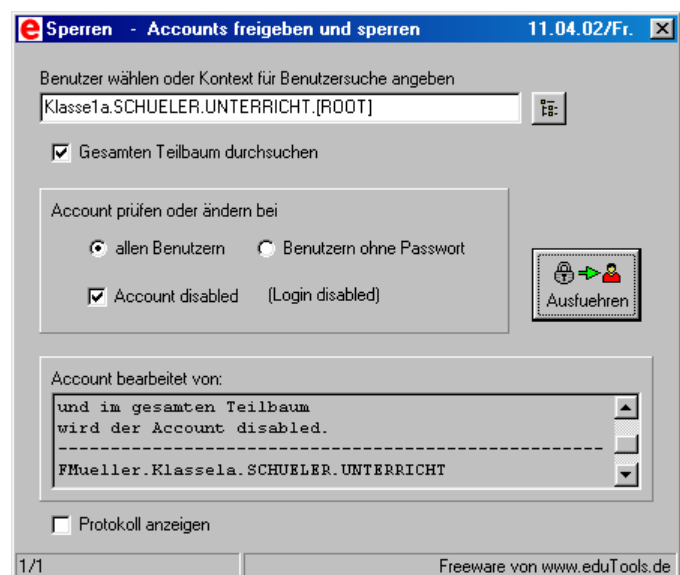 e Sperren - Accounts freigeben und sperren 11.04.02/Fr.
Benutzer wählen oder Kontext für Benutzersuche angeben
Klasse1a.SCHUELER.UNTERRICHT.[ROOT]
Gesamten Teilbaum durchsuchen
Account prüfen oder ändern bei
allen Benutzern Benutzern ohne Passwort
Account disabled (Login disabled)
Ausfuehren
Account bearbeitet von:
und im gesamten Teilbaum
wird der Account disabled.
------------------------------------------------------
FMueller.Klasse1a.SCHUELER.UNTERRICHT
Protokoll anzeigen
1/1 Freeware von www.eduTools.de